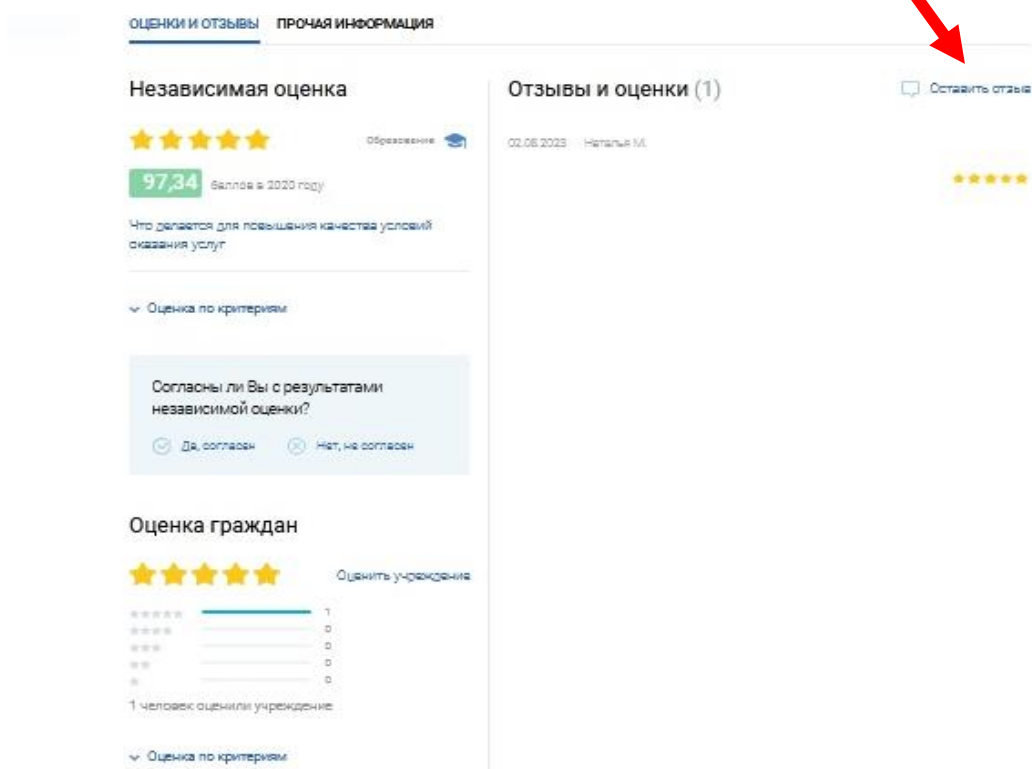 ОЦЕНКИ И ОТЗЫВЫ ПРОЧАЯ ИНФОРМАЦИЯ
Независимая оценка
Образование
97,34 баллов в 2020 году
Что делается для повышения качества условий
оказания услуг
Оценка по критериям
Согласны ли Вы с результатами
независимой оценки?
Да, согласен Нет, не согласен
Оценка граждан
Оценить учреждение
1
0
0
0
0
1 человек оценили учреждение
Оценка по критериям
Отзывы и оценки (1)
Оставить отзыв
02.08.2023 Наталья М.